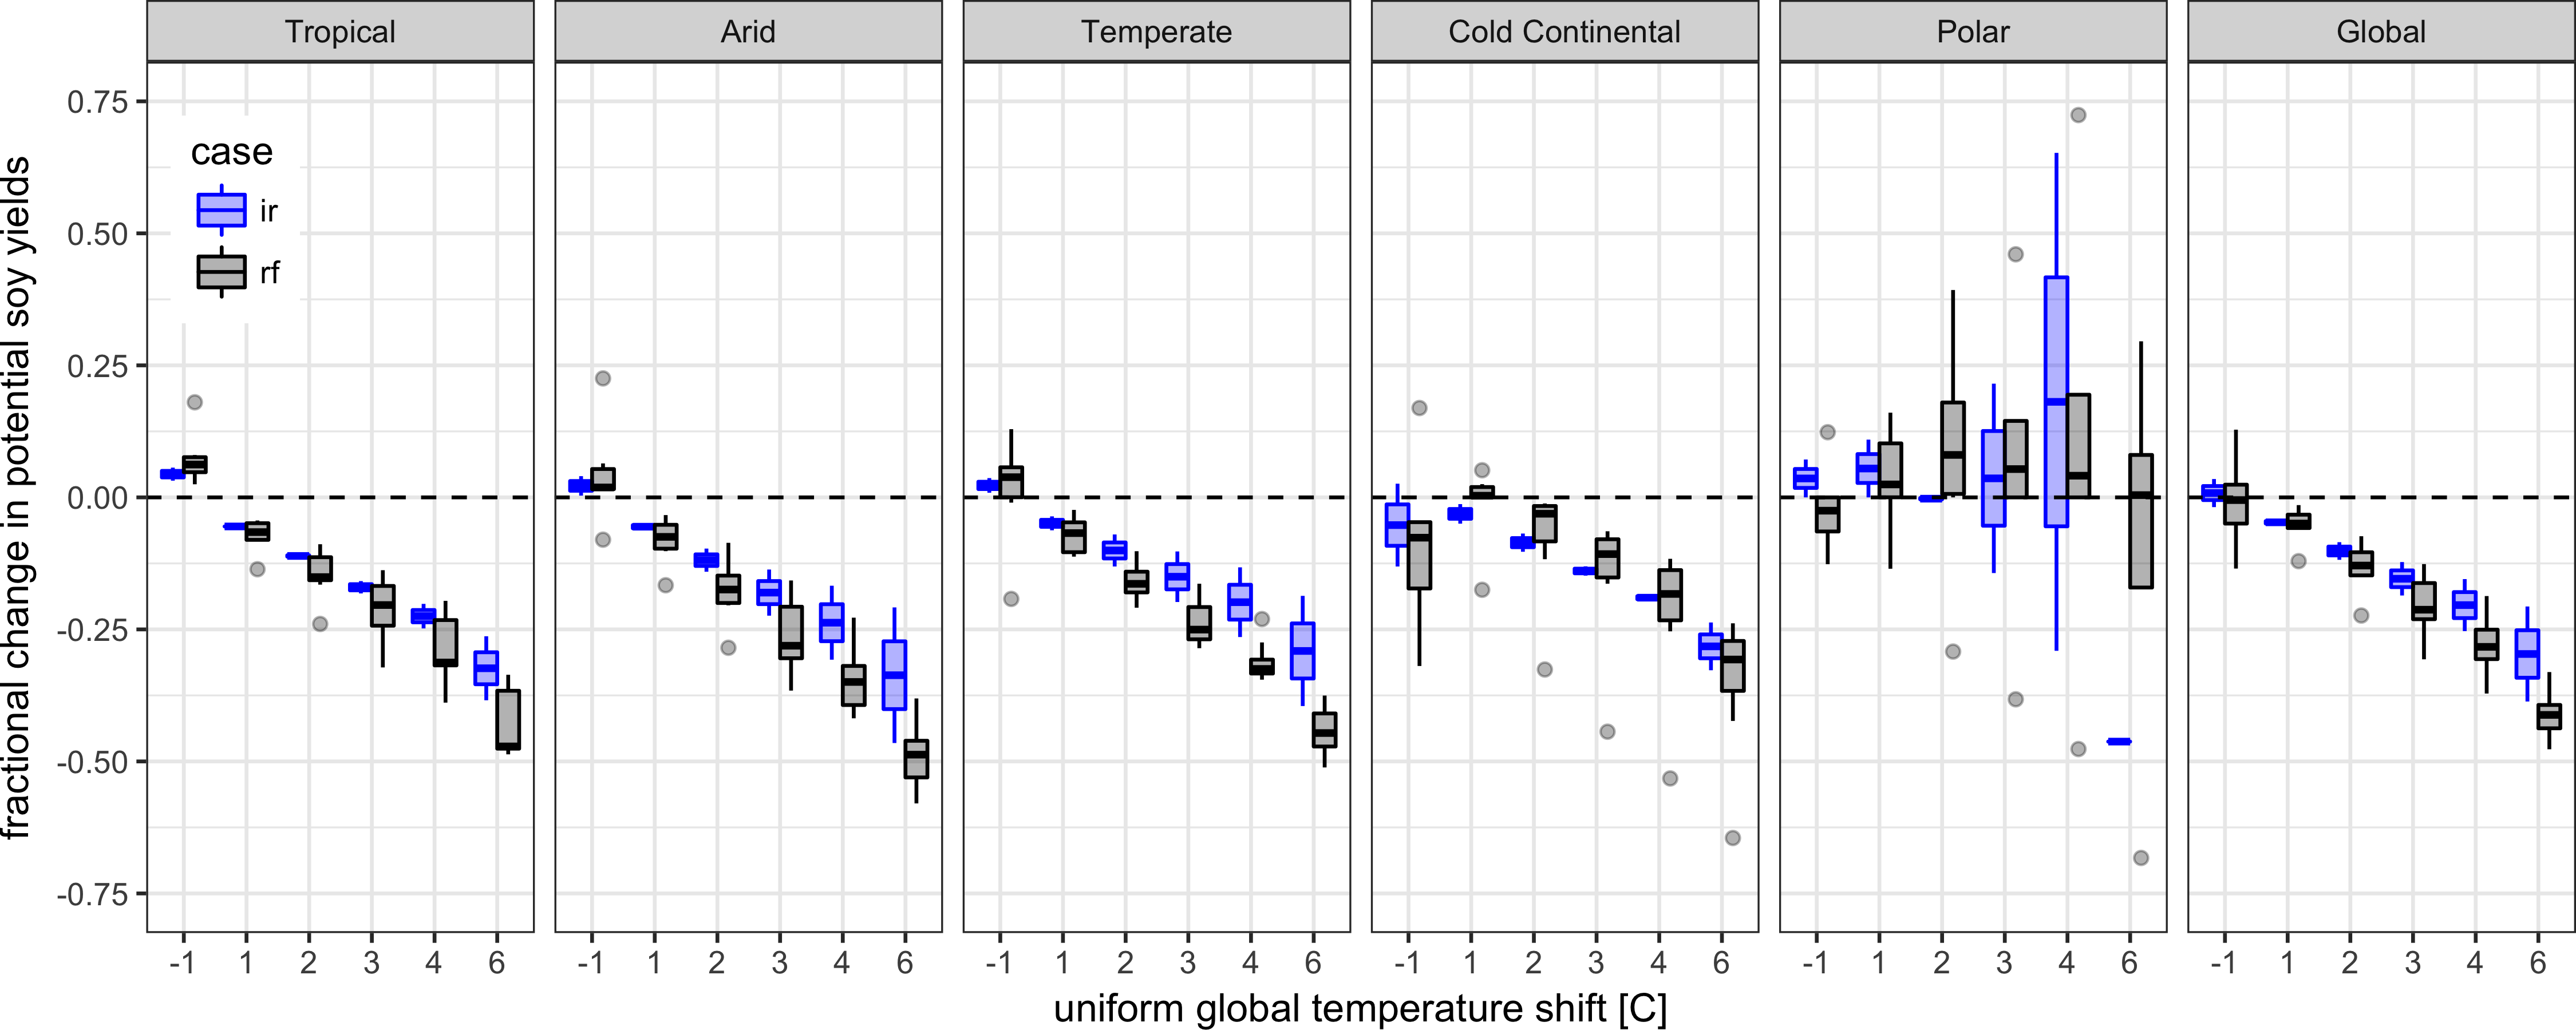 Tropical
Arid
Temperate
Cold Continental
Polar
Global
fractional change in potential soy yields
0.75
0.50
0.25
0.00
-0.25
-0.50
-0.75
case
ir
rf
-1 1 2 3 4 6
-1 1 2 3 4 6
-1 1 2 3 4 6
-1 1 2 3 4 6
-1 1 2 3 4 6
-1 1 2 3 4 6
uniform global temperature shift [C]